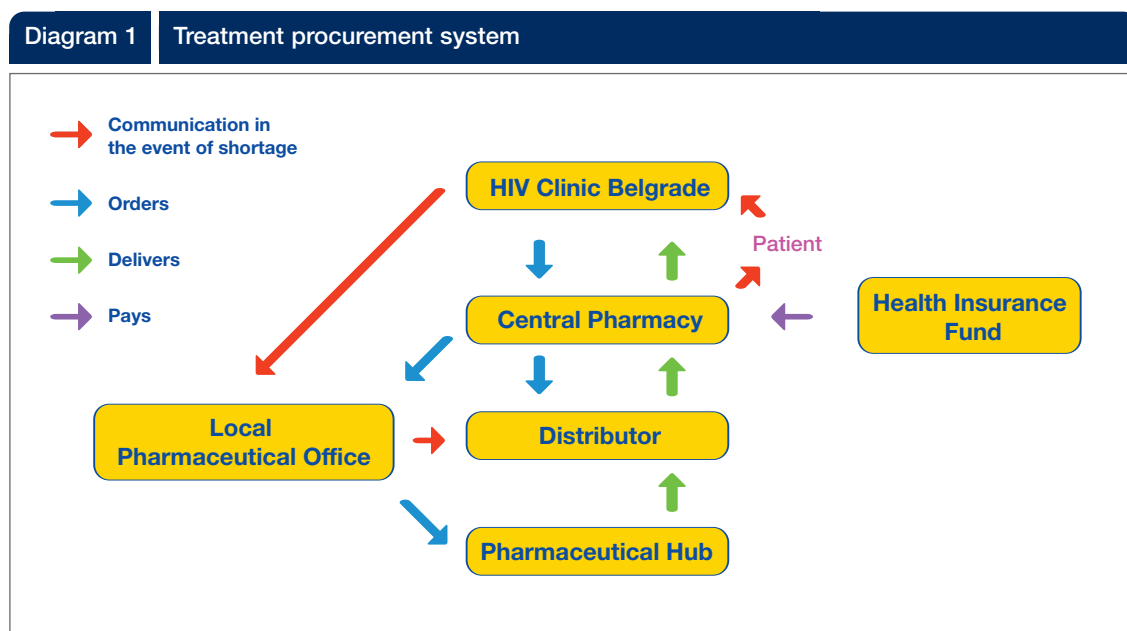 Diagram 1
Treatment procurement system
Communication in
the event of shortage
Orders
Delivers
Pays
HIV Clinic Belgrade
Patient
Central Pharmacy
Health Insurance
Fund
Local
Pharmaceutical Office
Distributor
Pharmaceutical Hub